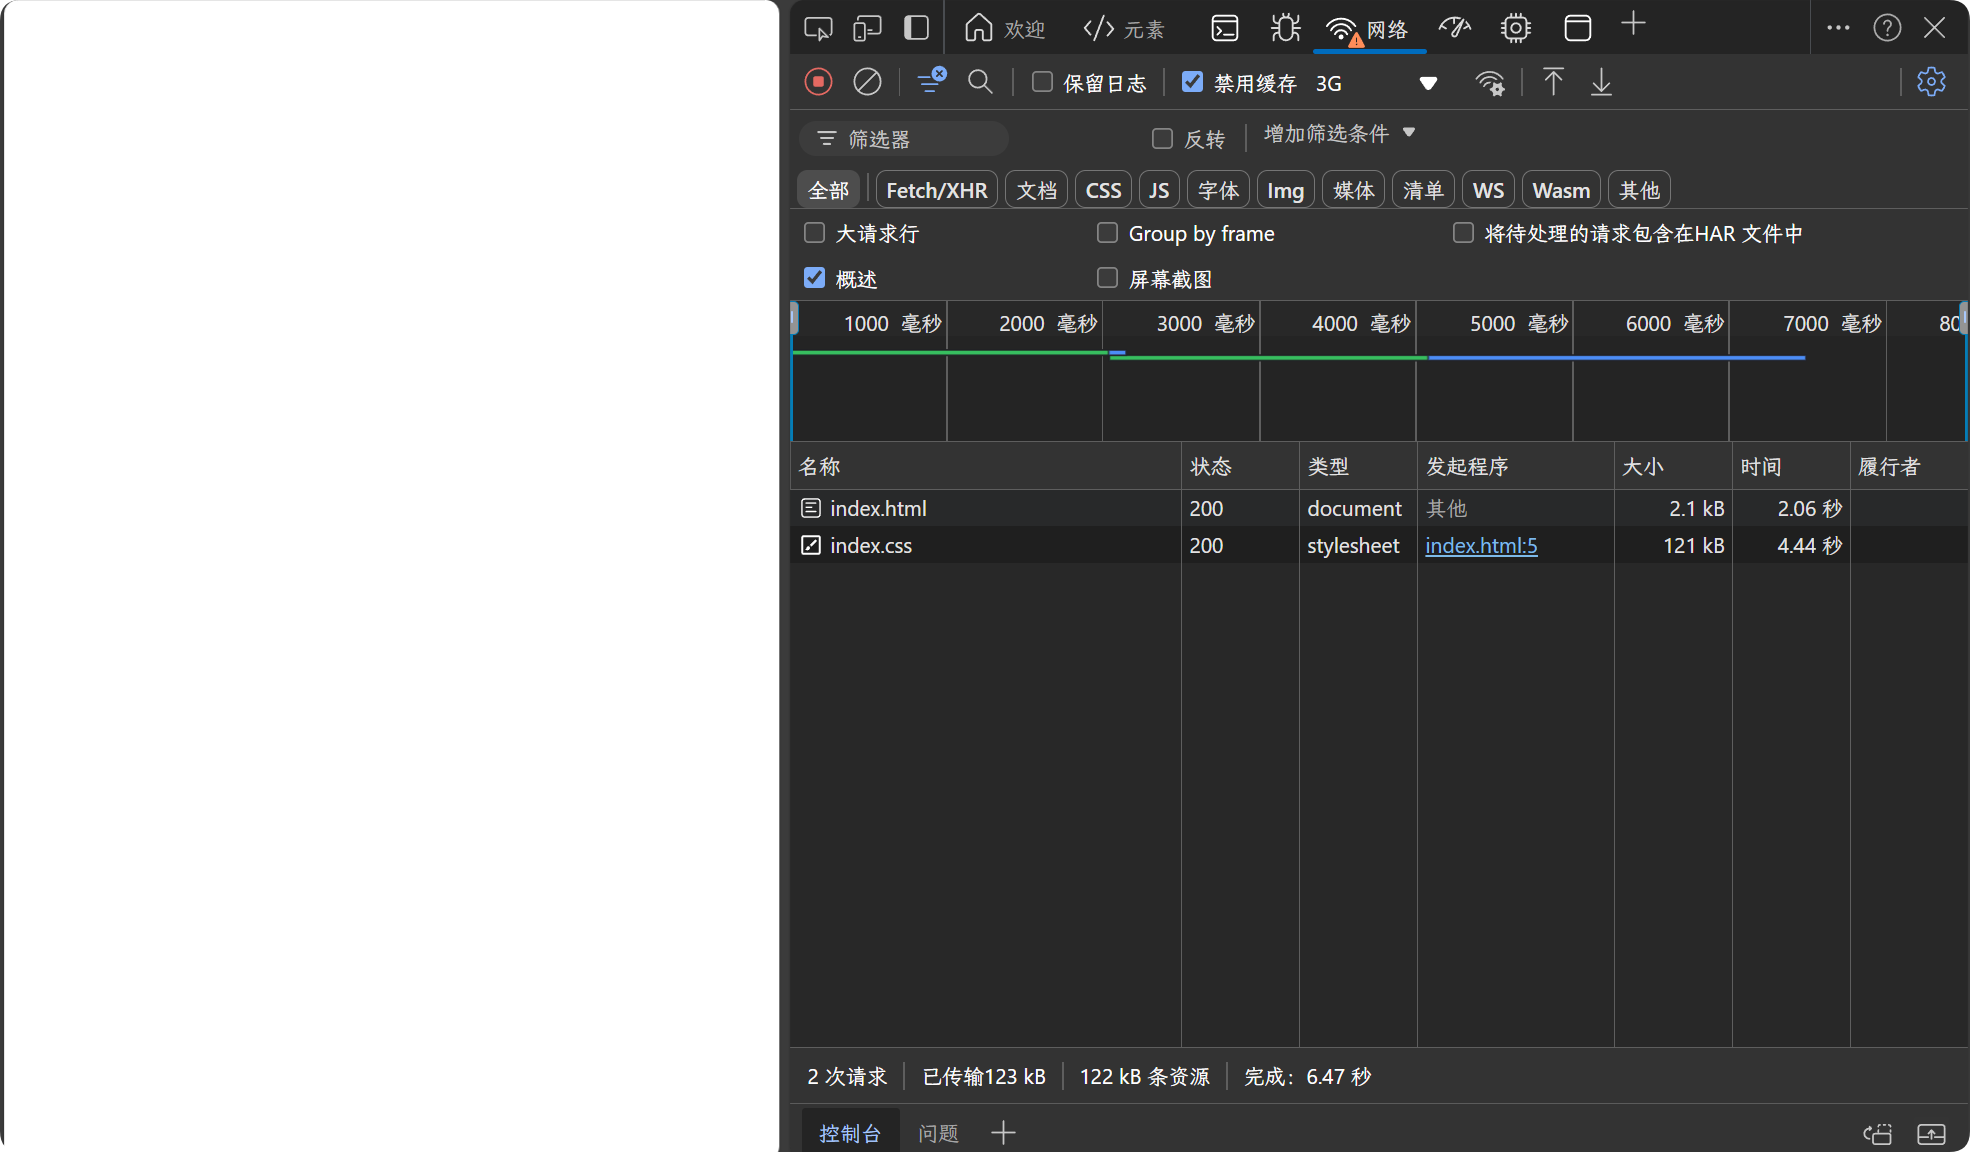 欢迎 元素 网络
保留日志 禁用缓存 3G
筛选器 反转 增加筛选条件
全部 Fetch/XHR 文档 CSS JS 字体 Img 媒体 清单 WS Wasm 其他
大请求行 Group by frame 将待处理的请求包含在HAR 文件中
概述 屏幕截图
1000 毫秒 2000 毫秒 3000 毫秒 4000 毫秒 5000 毫秒 6000 毫秒 7000 毫秒 80
名称 状态 类型 发起程序 大小 时间 履行者
index.html 200 document 其他 2.1 kB 2.06 秒
index.css 200 stylesheet index.html:5 121 kB 4.44 秒
2 次请求 已传输123 kB 122 kB 条资源 完成：6.47 秒
控制台 问题